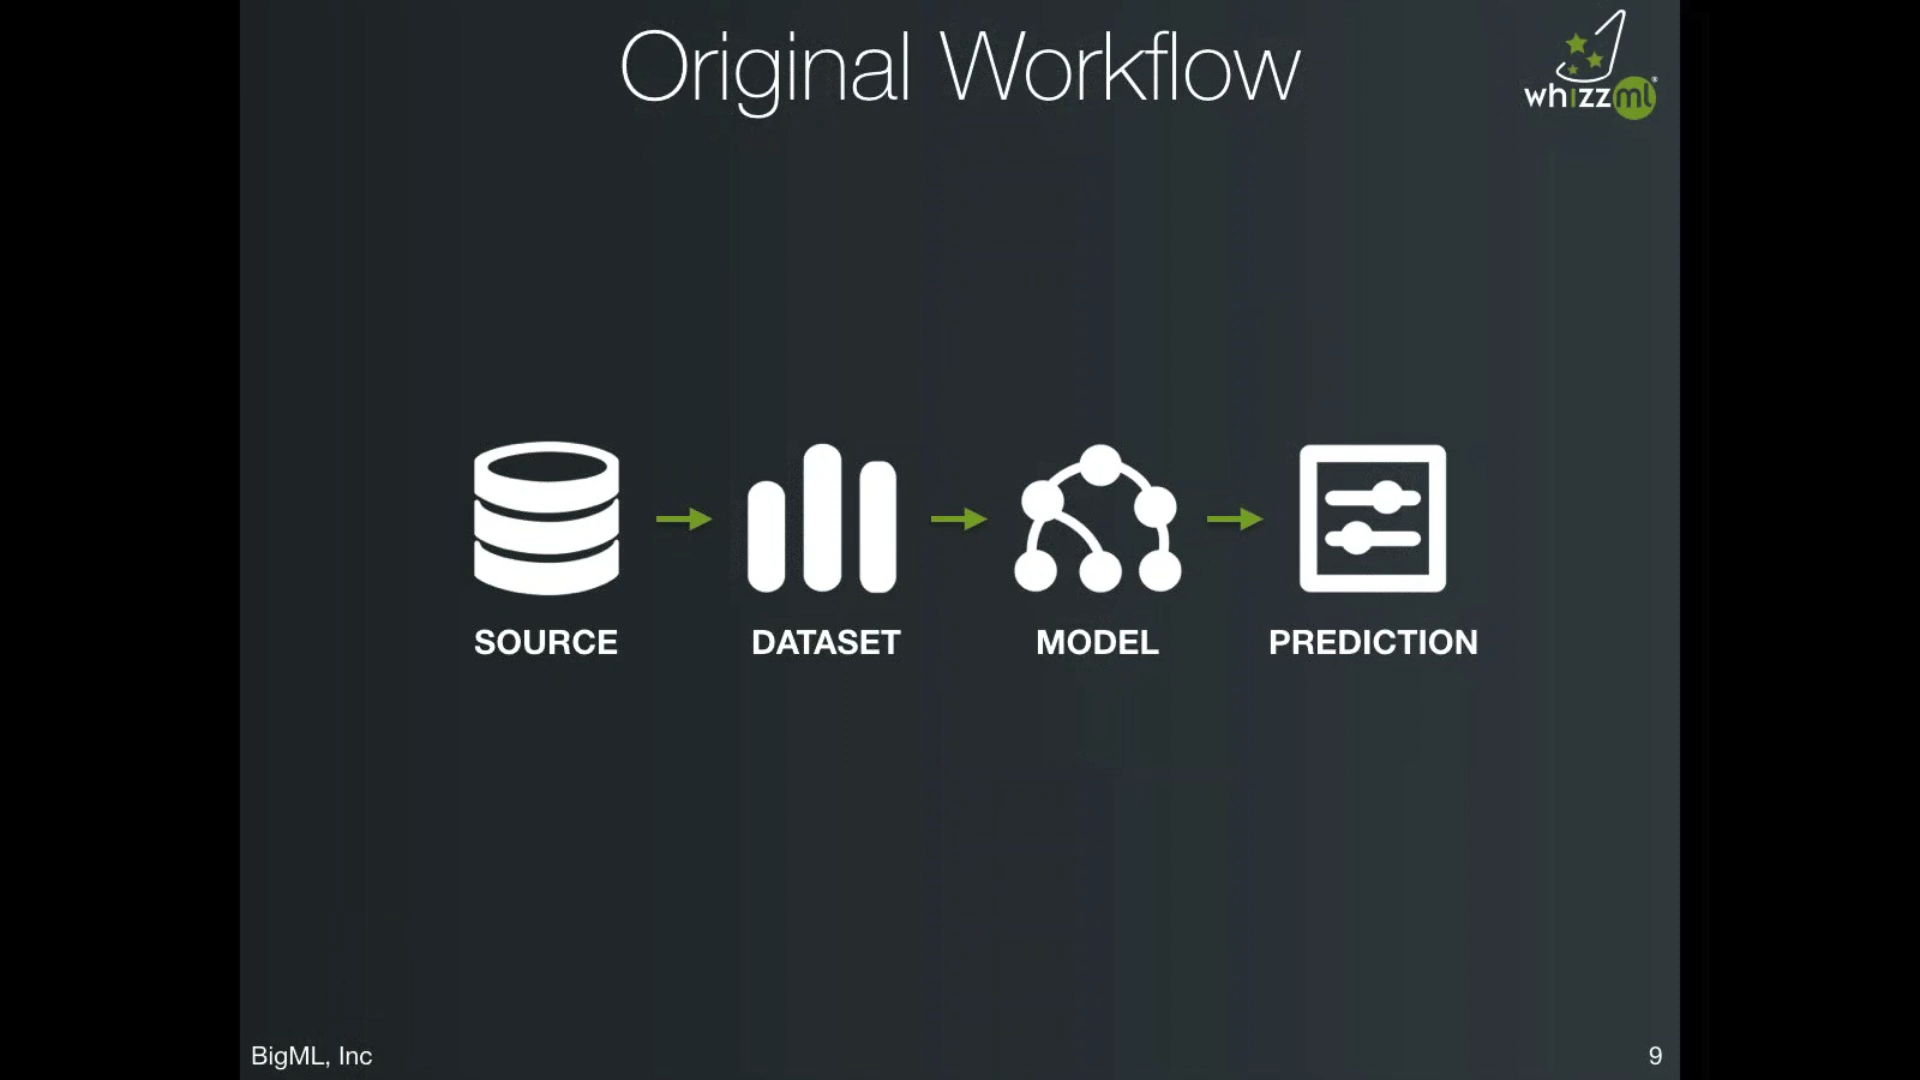 Original Workflow
whizzml
SOURCE
DATASET
MODEL
PREDICTION
BigML, Inc
9